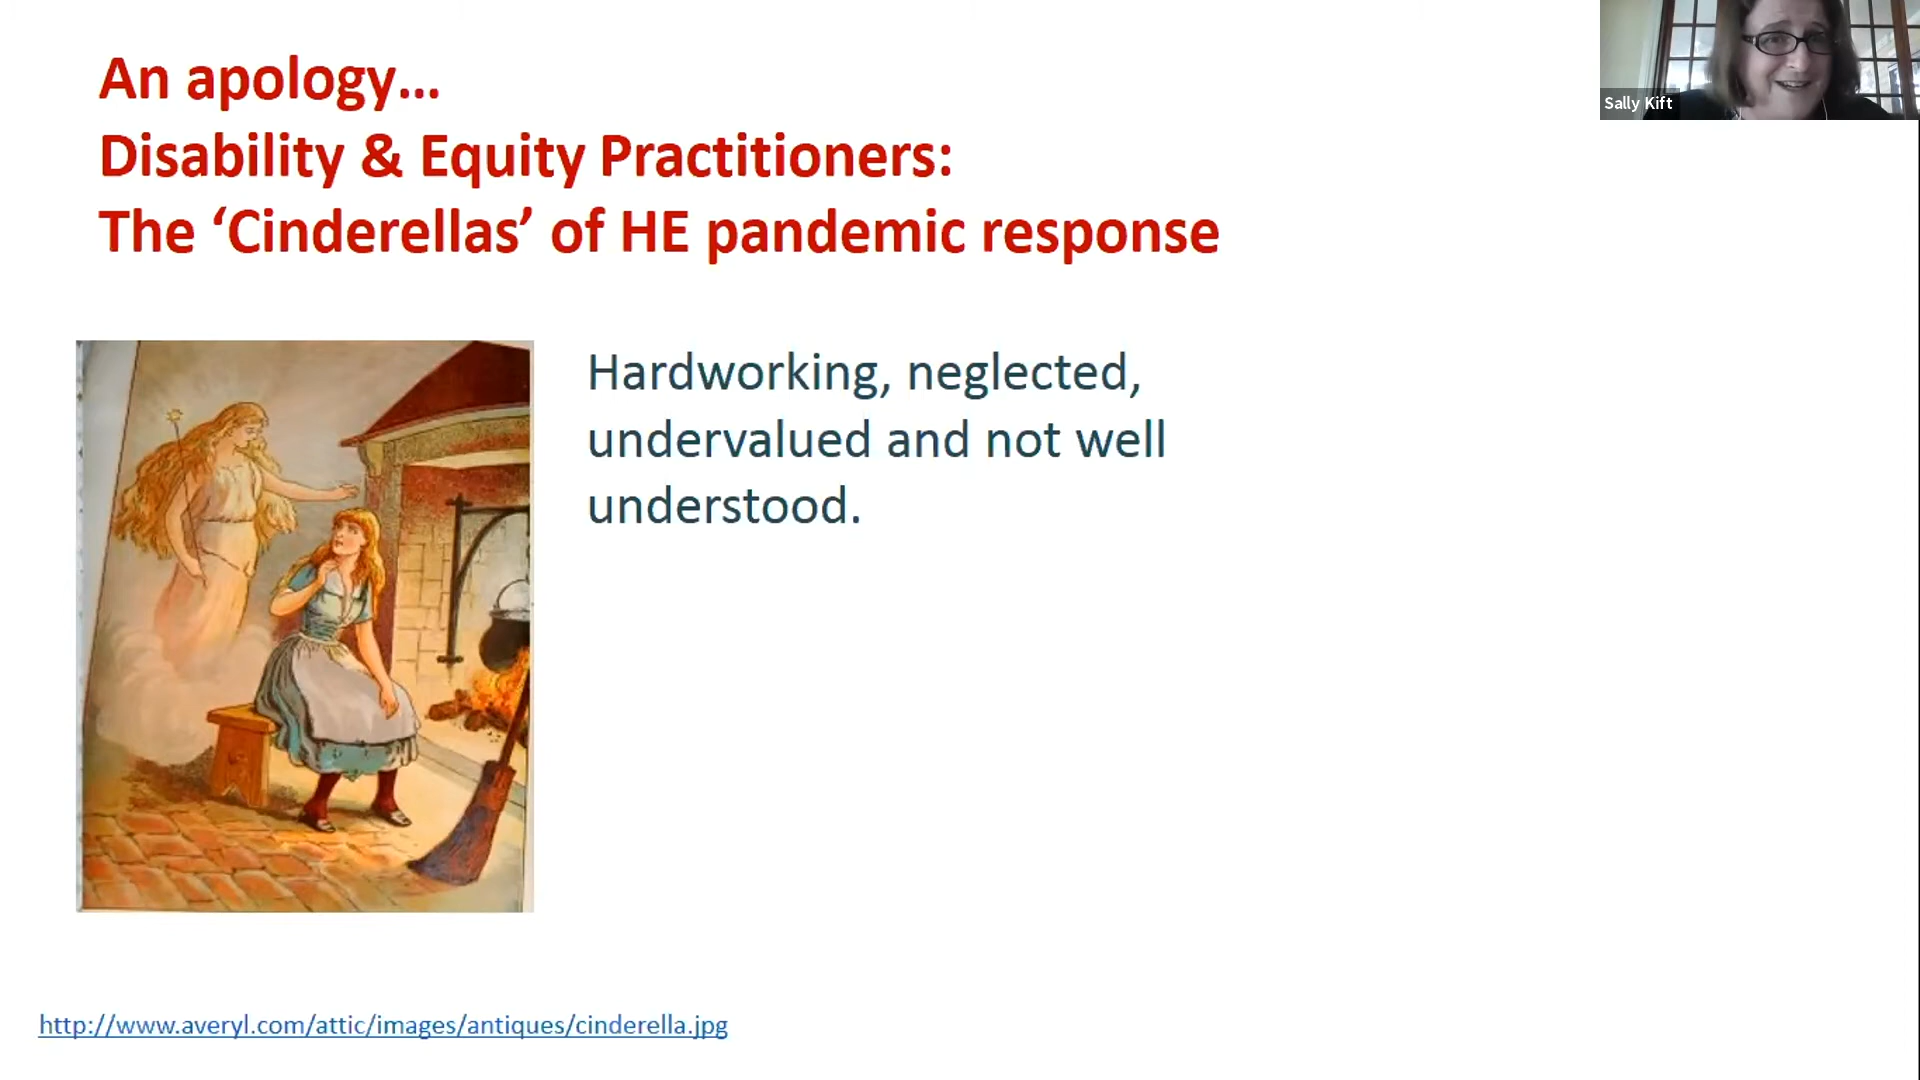 An apology...
Disability & Equity Practitioners:
The ‘Cinderellas’ of HE pandemic response
Sally Kift
Hardworking, neglected,
undervalued and not well
understood.
http://www.averyl.com/attic/images/antiques/cinderella.jpg